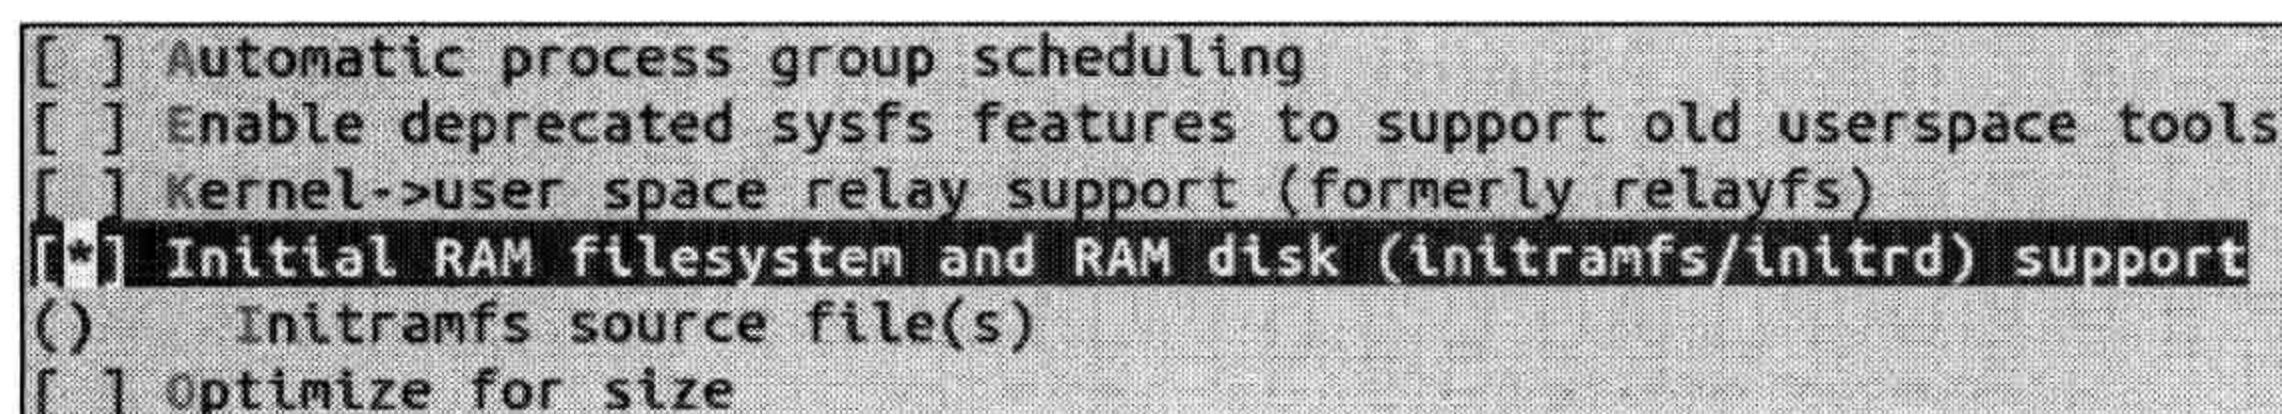 [ ] Automatic process group scheduling
[ ] Enable deprecated sysfs features to support old userspace tools
[ ] Kernel->user space relay support (formerly relayfs)
[*] Initial RAM filesystem and RAM disk (initramfs/initrd) support
()    Initramfs source file(s)
[ ] Optimize for size